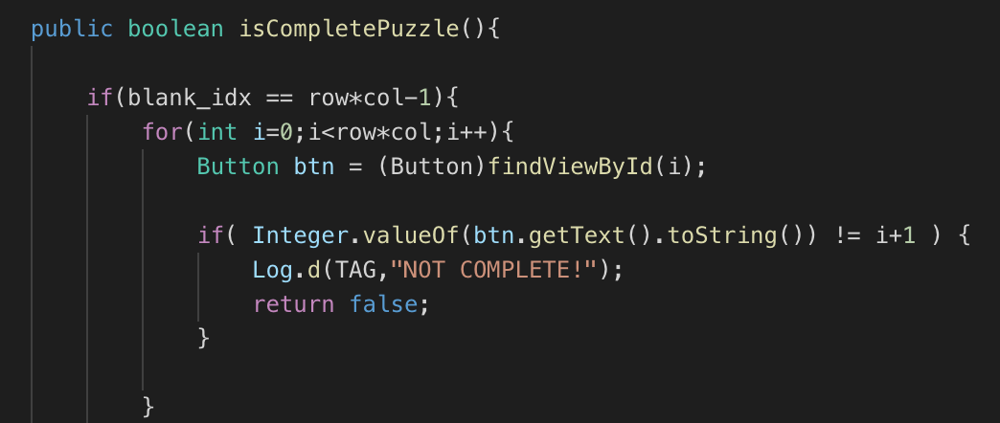 public boolean isCompletePuzzle(){
if(blank_idx == row*col-1){
for(int i=0;i<row*col;i++){
Button btn = (Button)findViewById(i);
if( Integer.valueOf(btn.getText().toString()) != i+1 ) {
Log.d(TAG,"NOT COMPLETE!");
return false;
}
}